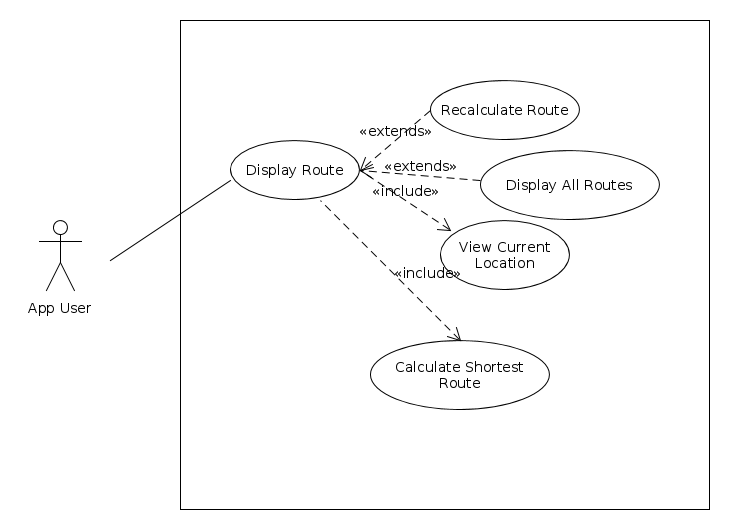 Recalculate Route
«extends»
«extends»
Display Route
Display All Routes
«include»
View Current
Location
«include»
App User
Calculate Shortest
Route